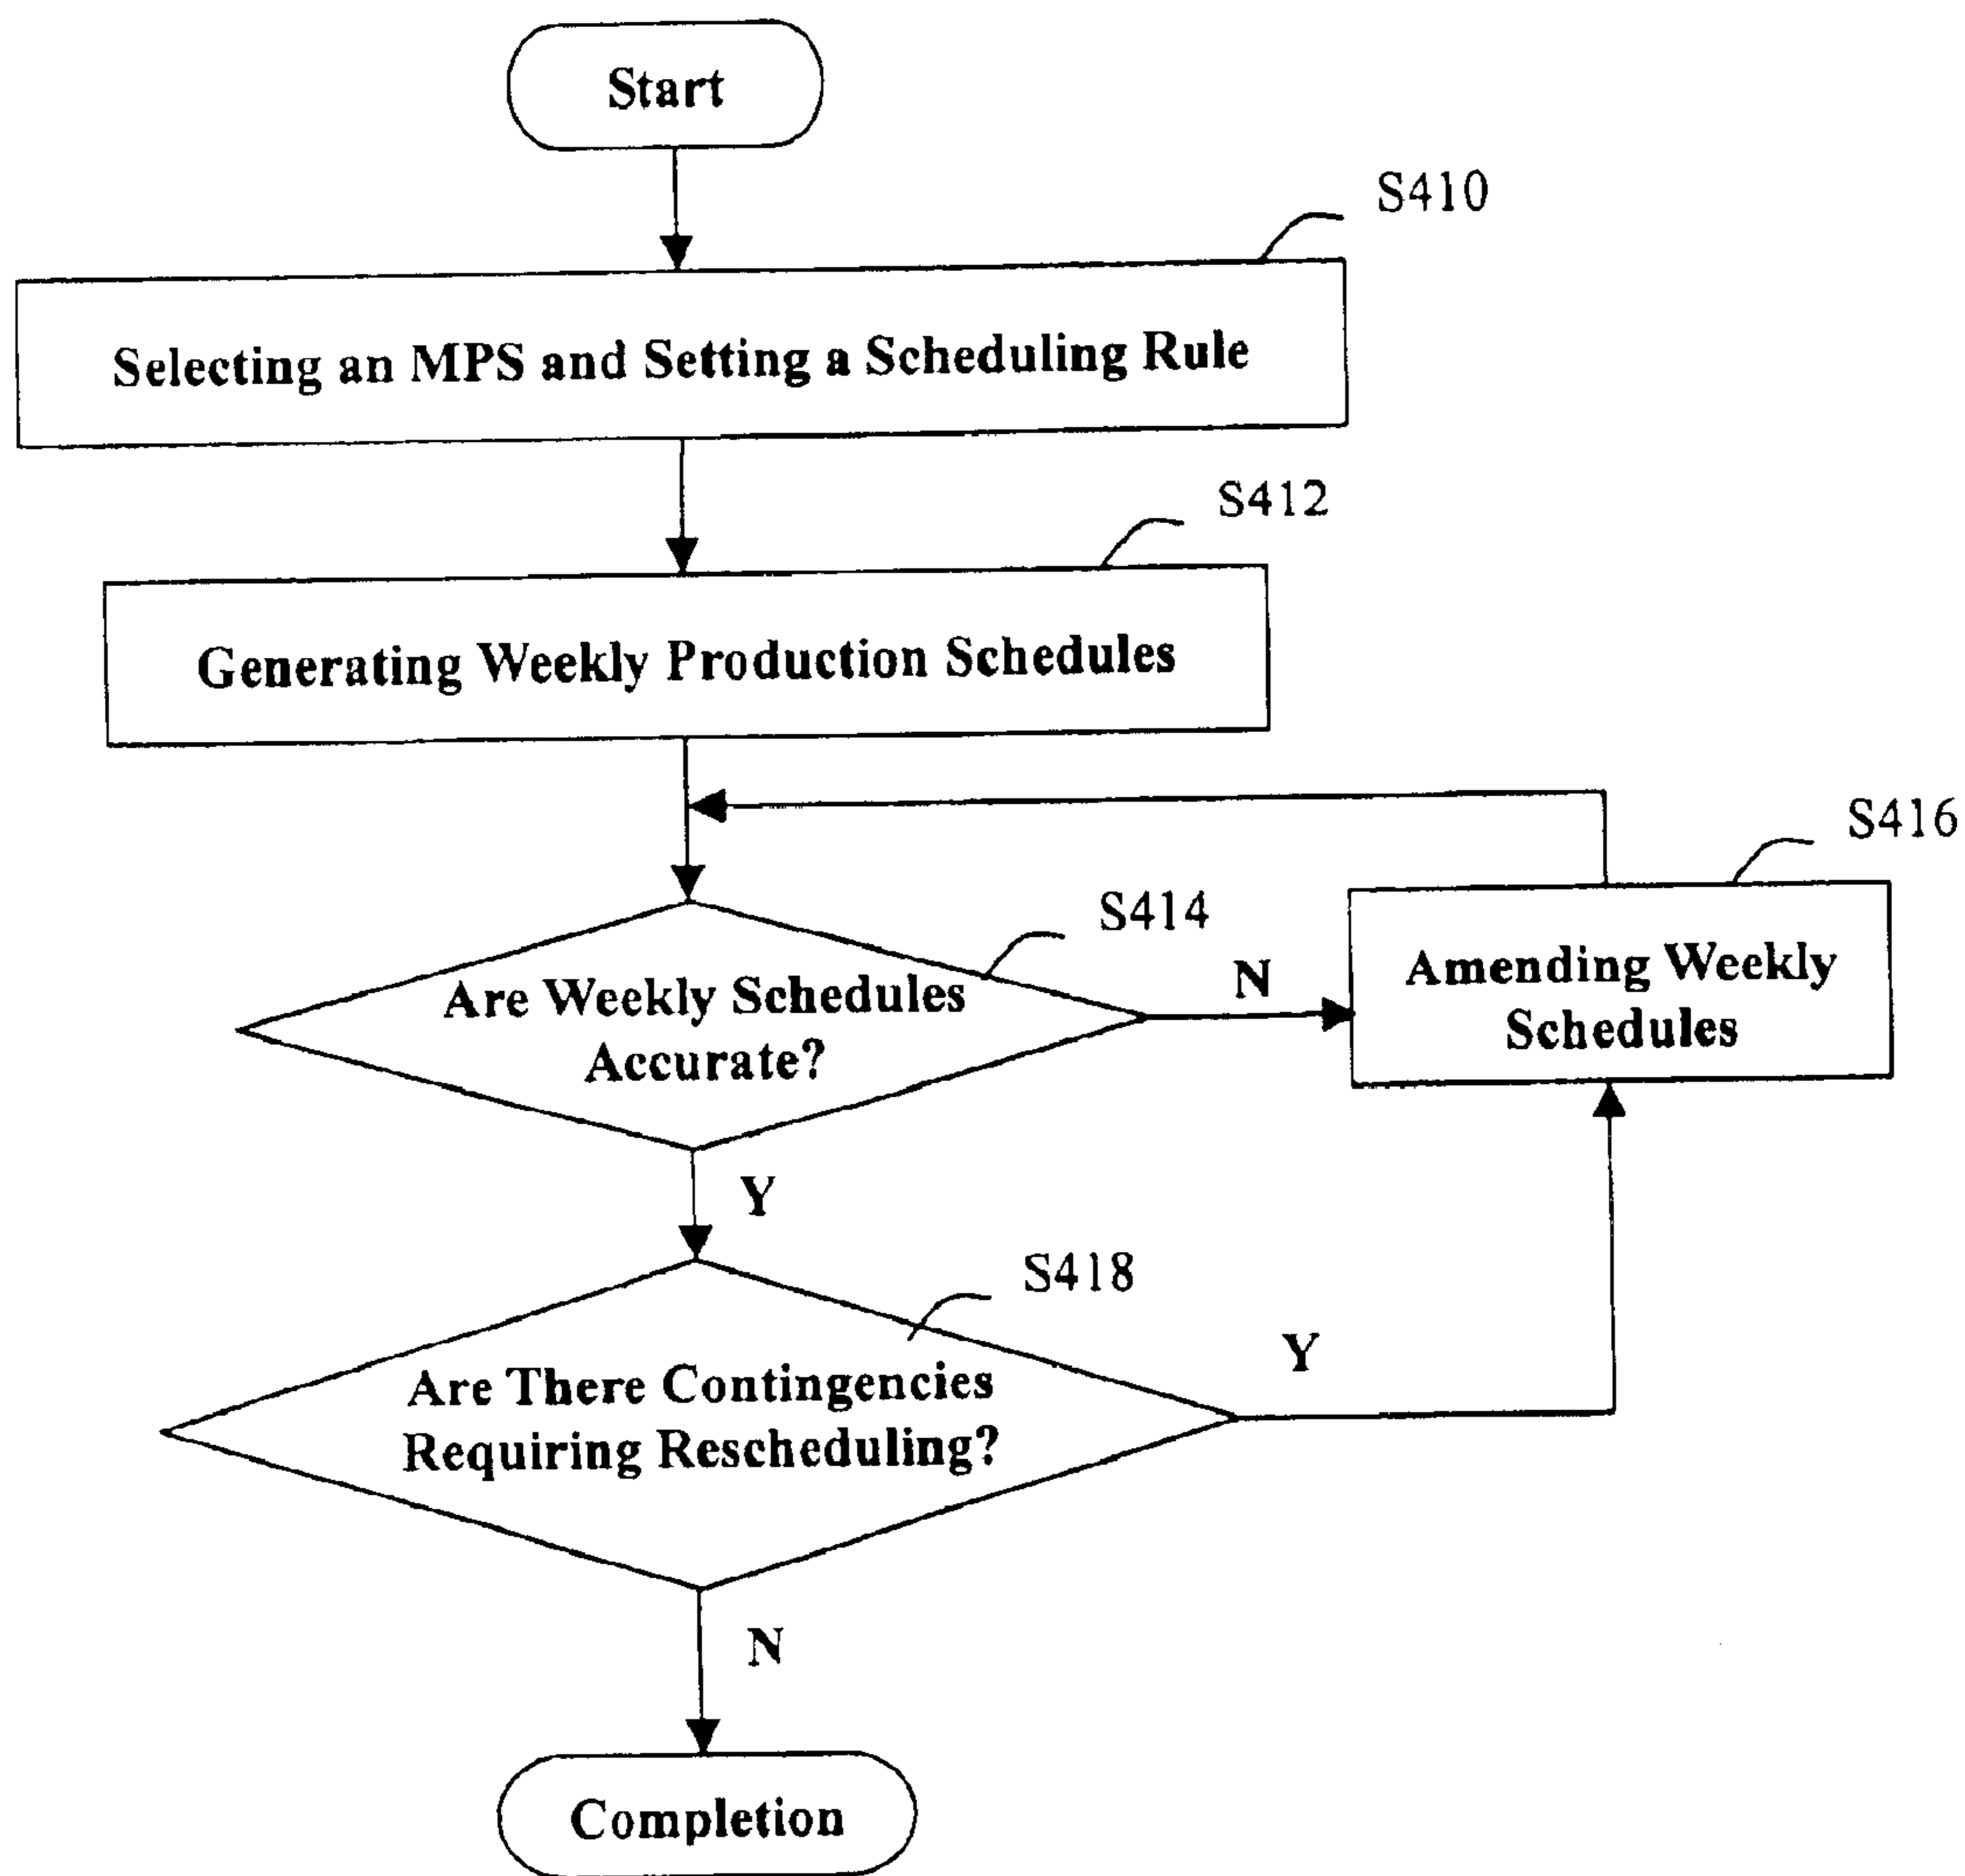 Start
S410
Selecting an MPS and Setting a Scheduling Rule
S412
Generating Weekly Production Schedules
S416
S414
Are Weekly Schedules
Accurate?
N
Amending Weekly
Schedules
Y
S418
Are There Contingencies
Requiring Rescheduling?
Y
N
Completion